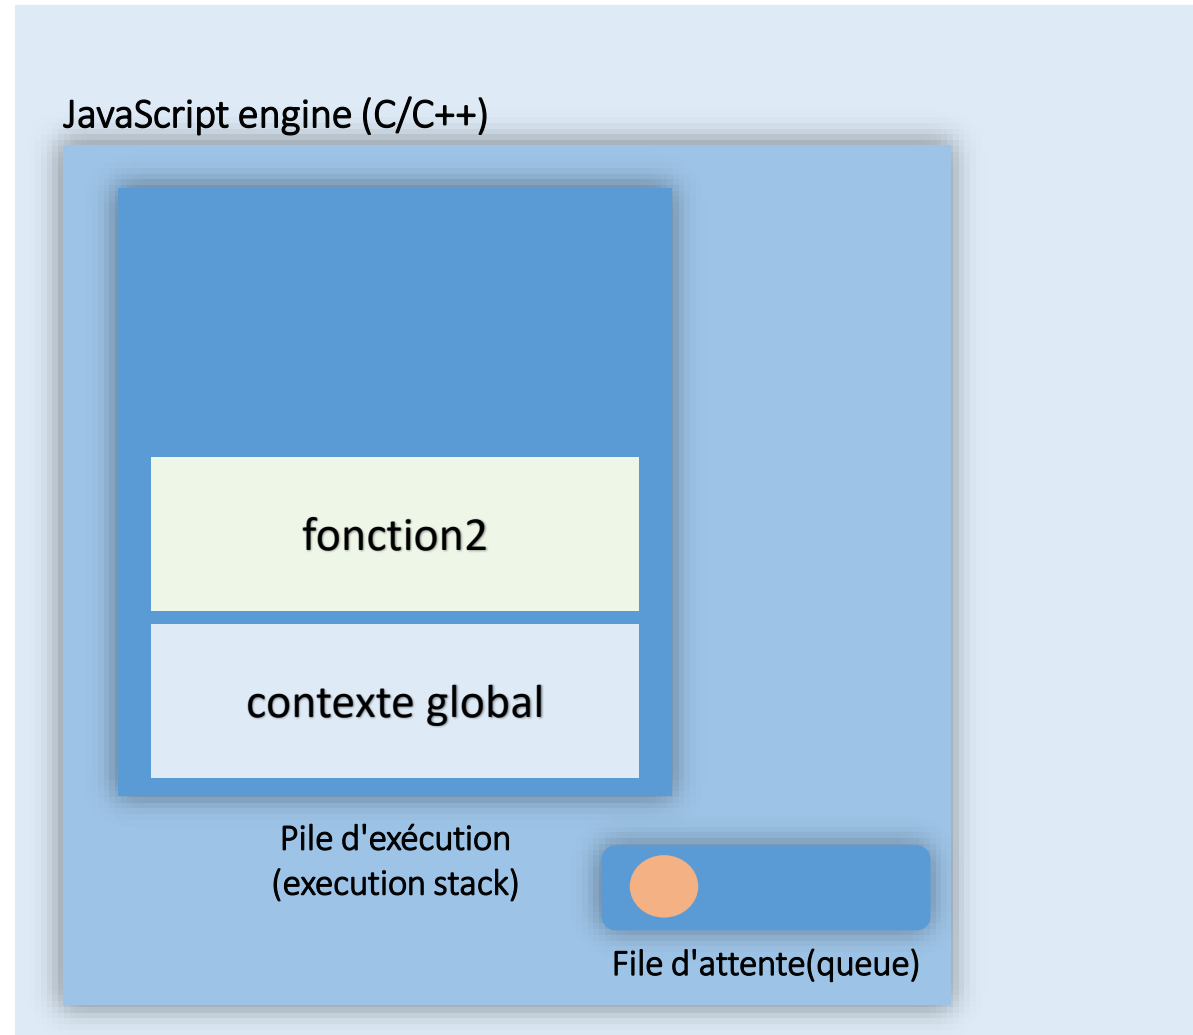 JavaScript engine (C/C++)
fonction2
contexte global
Pile d'exécution
(execution stack)
File d'attente(queue)